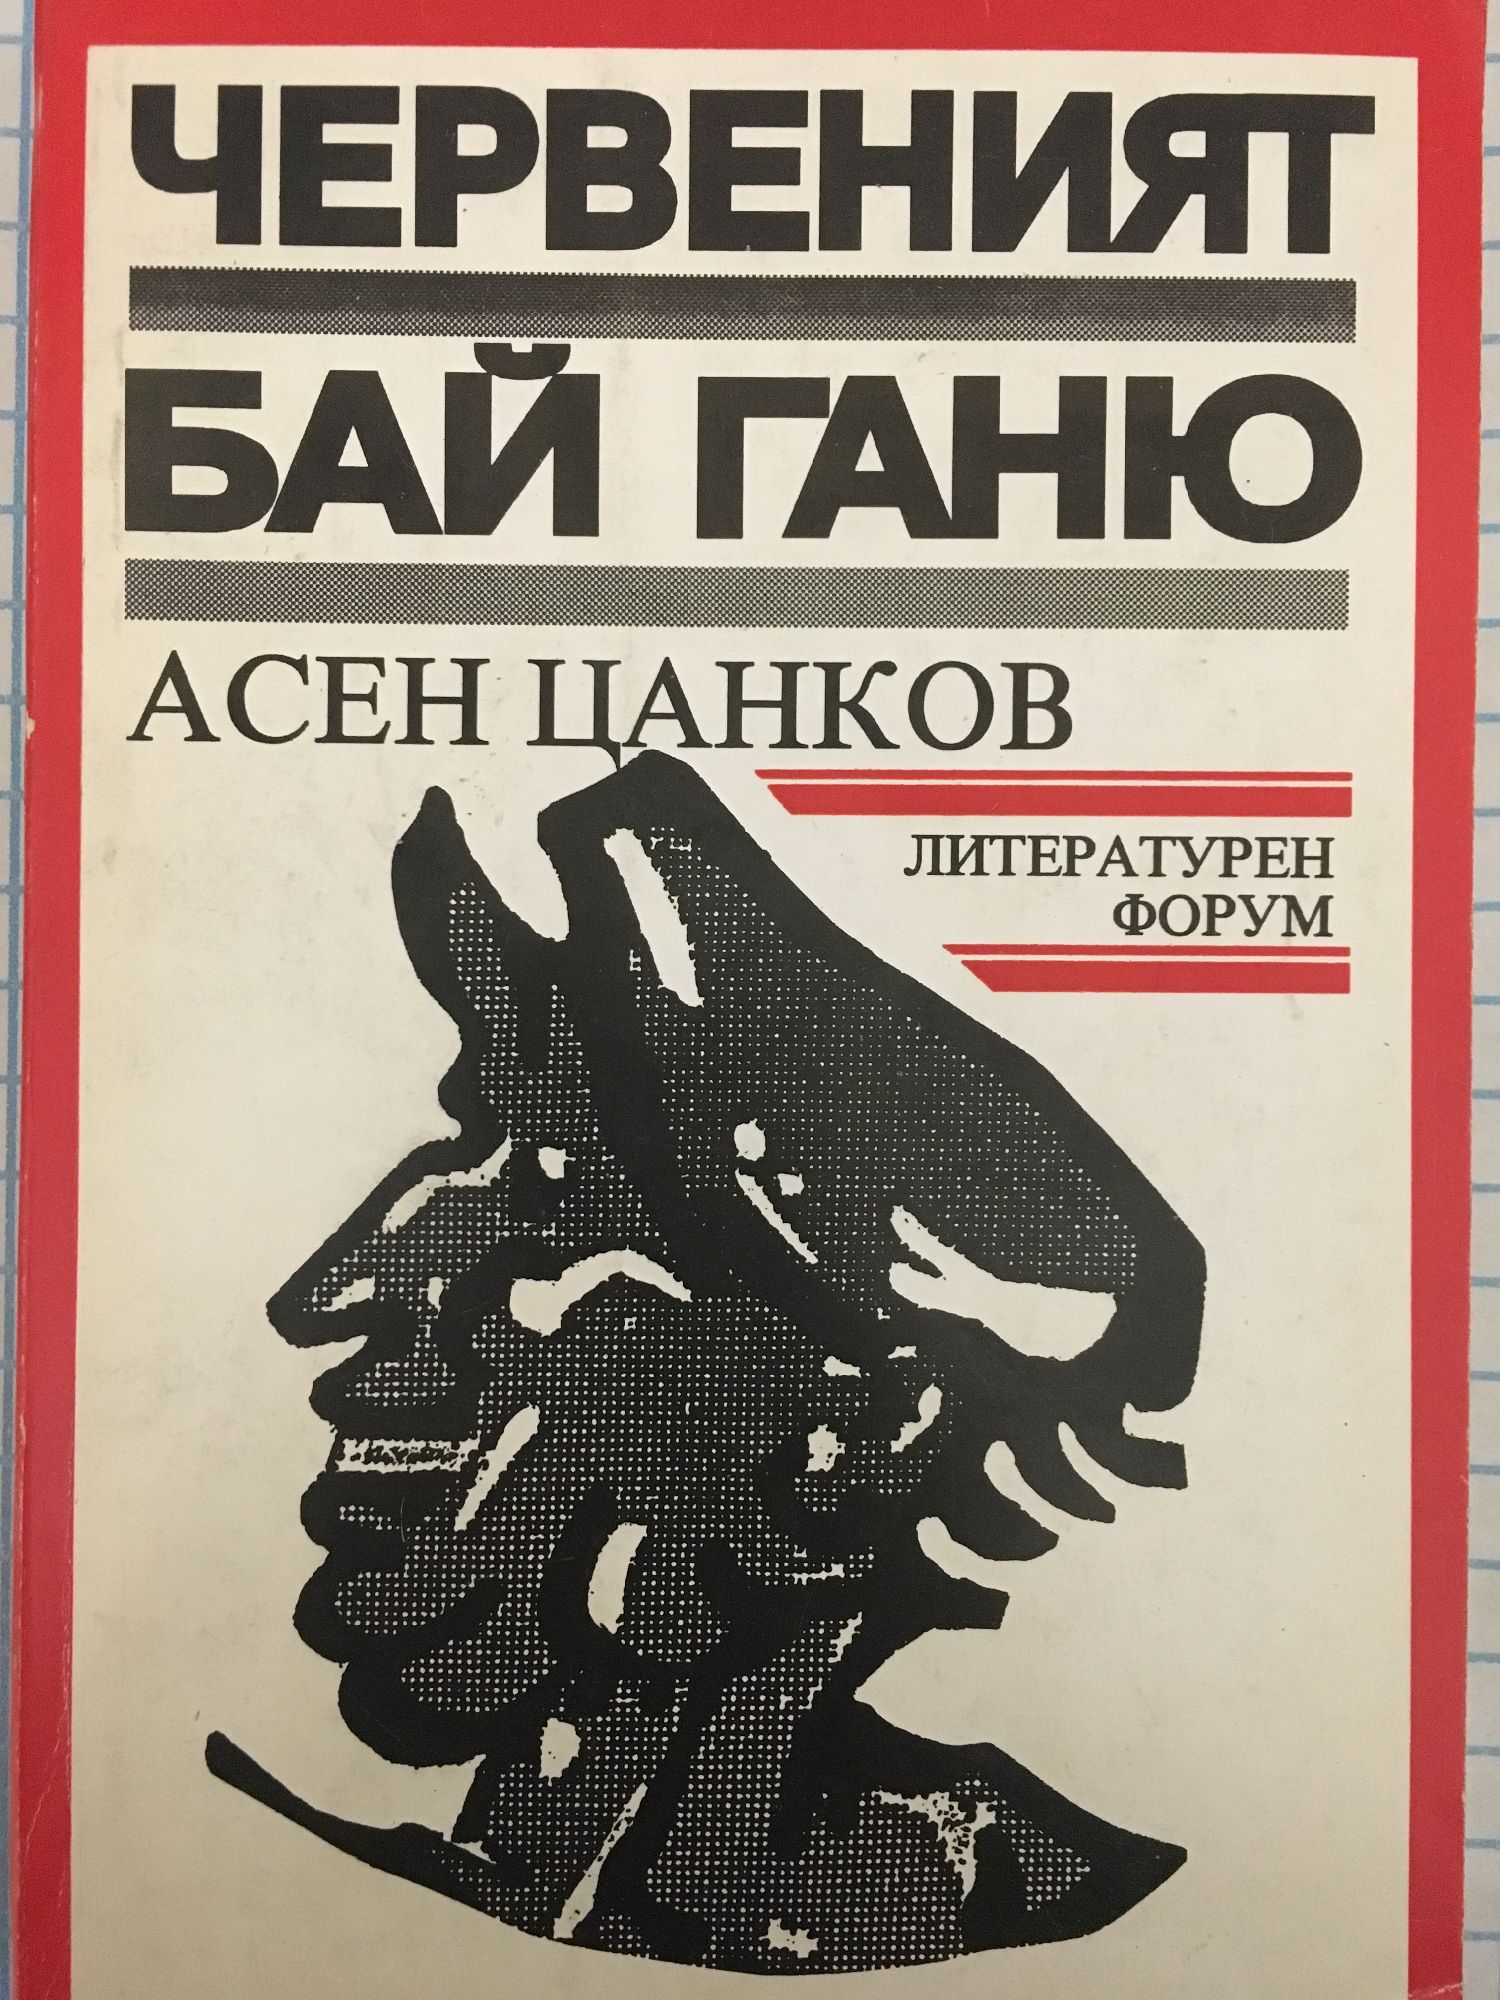 ЧЕРВЕНИЯТ
БАЙ ГАНЮ
АСЕН ЦАНКОВ
ЛИТЕРАТУРЕН
ФОРУМ